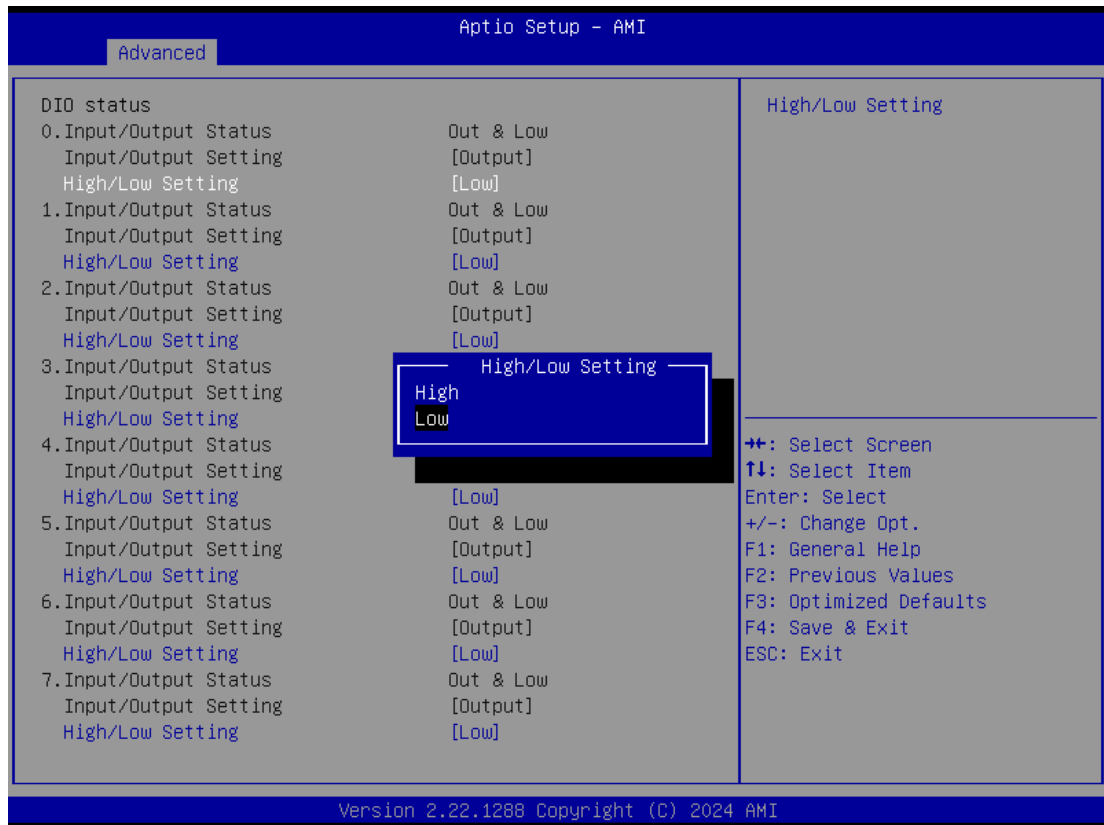 Aptio Setup – AMI
Advanced
DIO status
0.Input/Output Status Out & Low
Input/Output Setting [Output]
High/Low Setting [Low]
1.Input/Output Status Out & Low
Input/Output Setting [Output]
High/Low Setting [Low]
2.Input/Output Status Out & Low
Input/Output Setting [Output]
High/Low Setting [Low]
3.Input/Output Status
Input/Output Setting
High/Low Setting
4.Input/Output Status
Input/Output Setting
High/Low Setting [Low]
5.Input/Output Status Out & Low
Input/Output Setting [Output]
High/Low Setting [Low]
6.Input/Output Status Out & Low
Input/Output Setting [Output]
High/Low Setting [Low]
7.Input/Output Status Out & Low
Input/Output Setting [Output]
High/Low Setting [Low]
High/Low Setting
High
Low
High/Low Setting
→←: Select Screen
↑↓: Select Item
Enter: Select
+/-: Change Opt.
F1: General Help
F2: Previous Values
F3: Optimized Defaults
F4: Save & Exit
ESC: Exit
Version 2.22.1288 Copyright (C) 2024 AMI